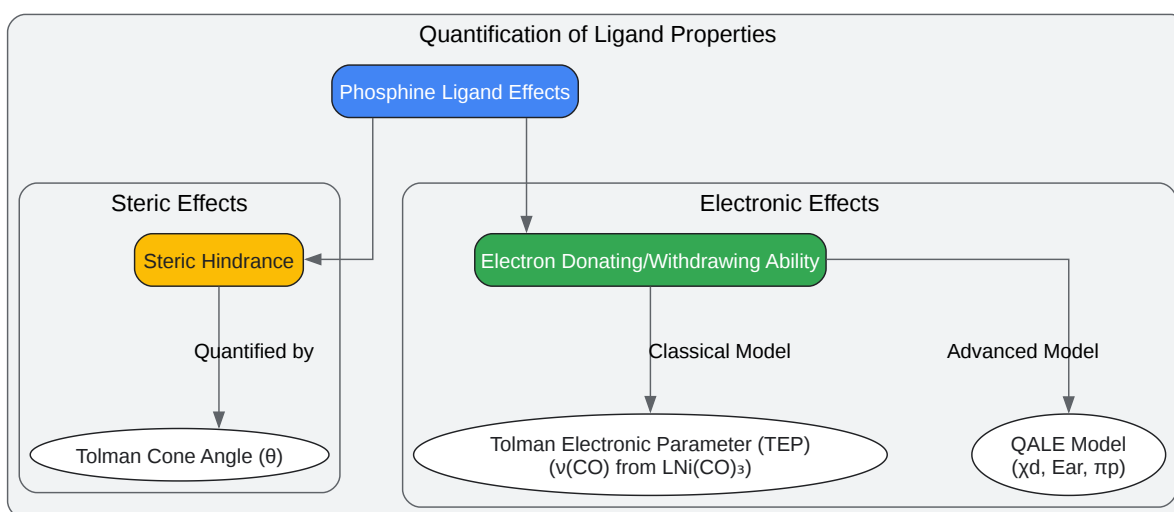 Quantification of Ligand Properties
Phosphine Ligand Effects
Steric Effects
Electronic Effects
Steric Hindrance
Electron Donating/Withdrawing Ability
Quantified by
Classical Model
Advanced Model
Tolman Cone Angle (θ)
Tolman Electronic Parameter (TEP)
(ν(CO) from LNi(CO)₃)
QALE Model
(χd, Ear, πp)